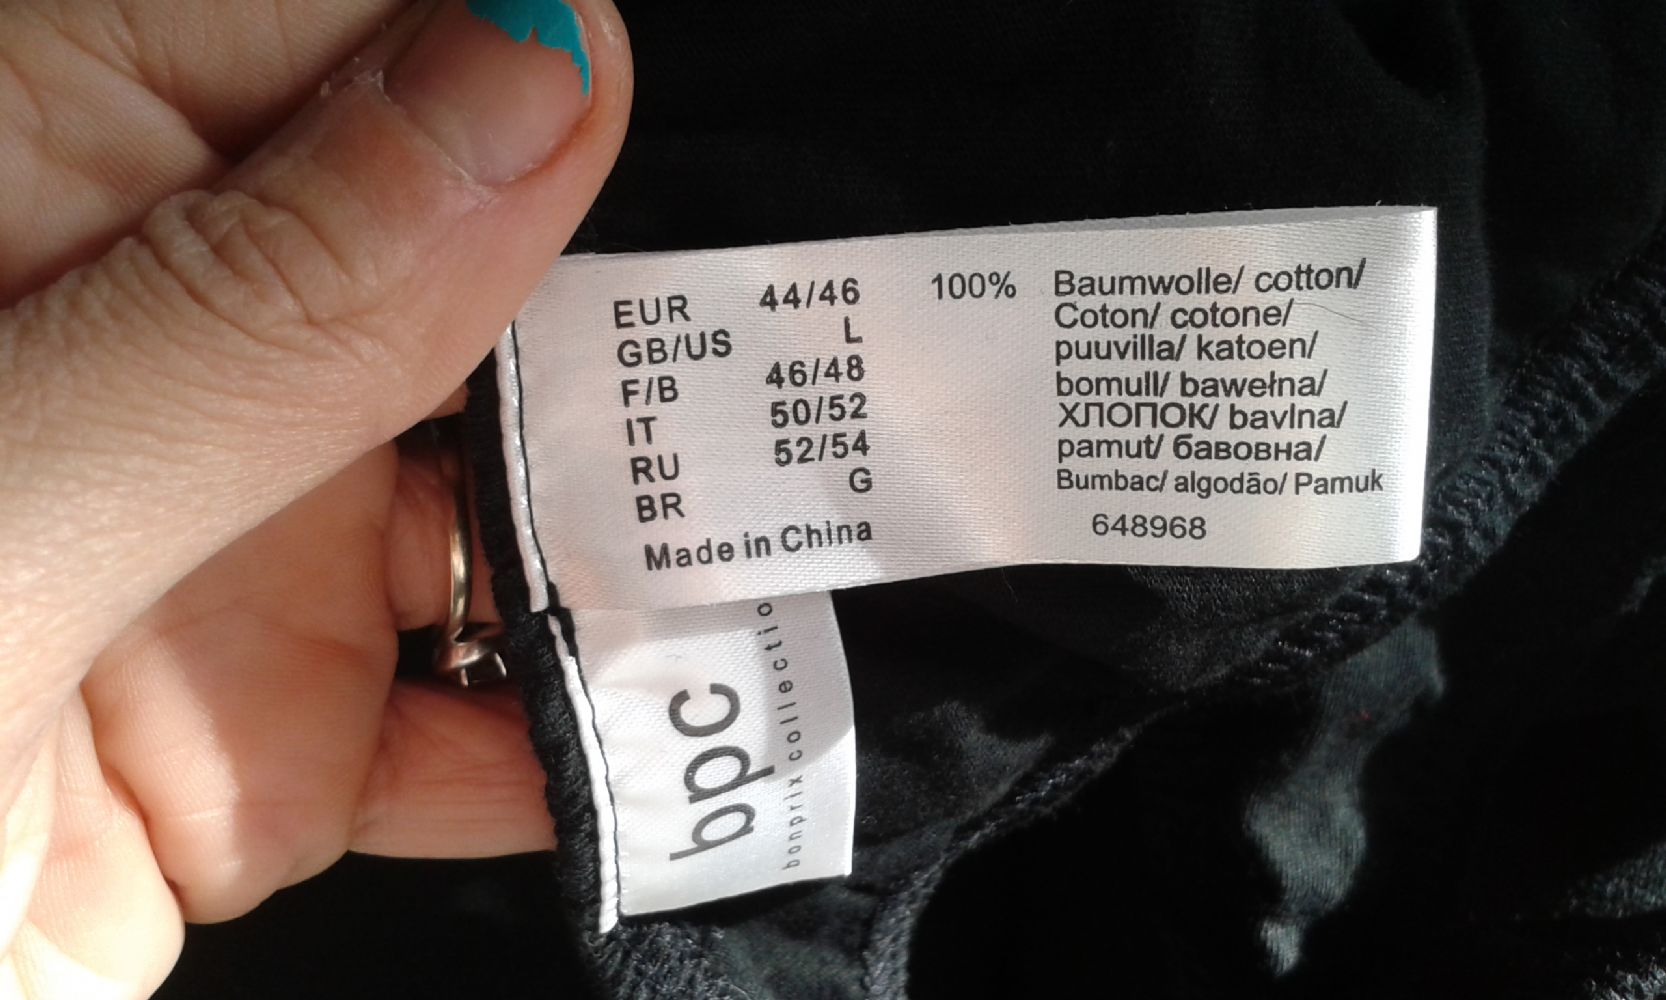 EUR 44/46
GB/US L
F/B 46/48
IT 50/52
RU 52/54
BR G
Made in China
100% Baumwolle/ cotton/
Coton/ cotone/
puuvilla/ katoen/
bomull/ bawełna/
ХЛОПОК/ bavlna/
pamut/ бавовна/
Bumbac/ algodão/ Pamuk
648968
bpc
bonprix collectio